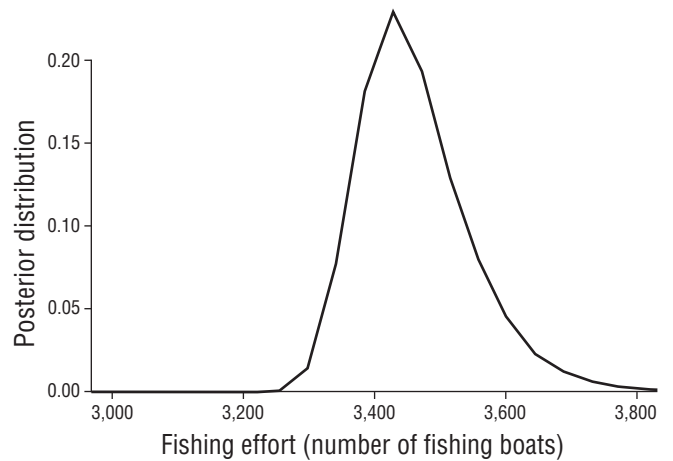 Posterior distribution
0.20
0.15
0.10
0.05
0.00
3,000 3,200 3,400 3,600 3,800
Fishing effort (number of fishing boats)